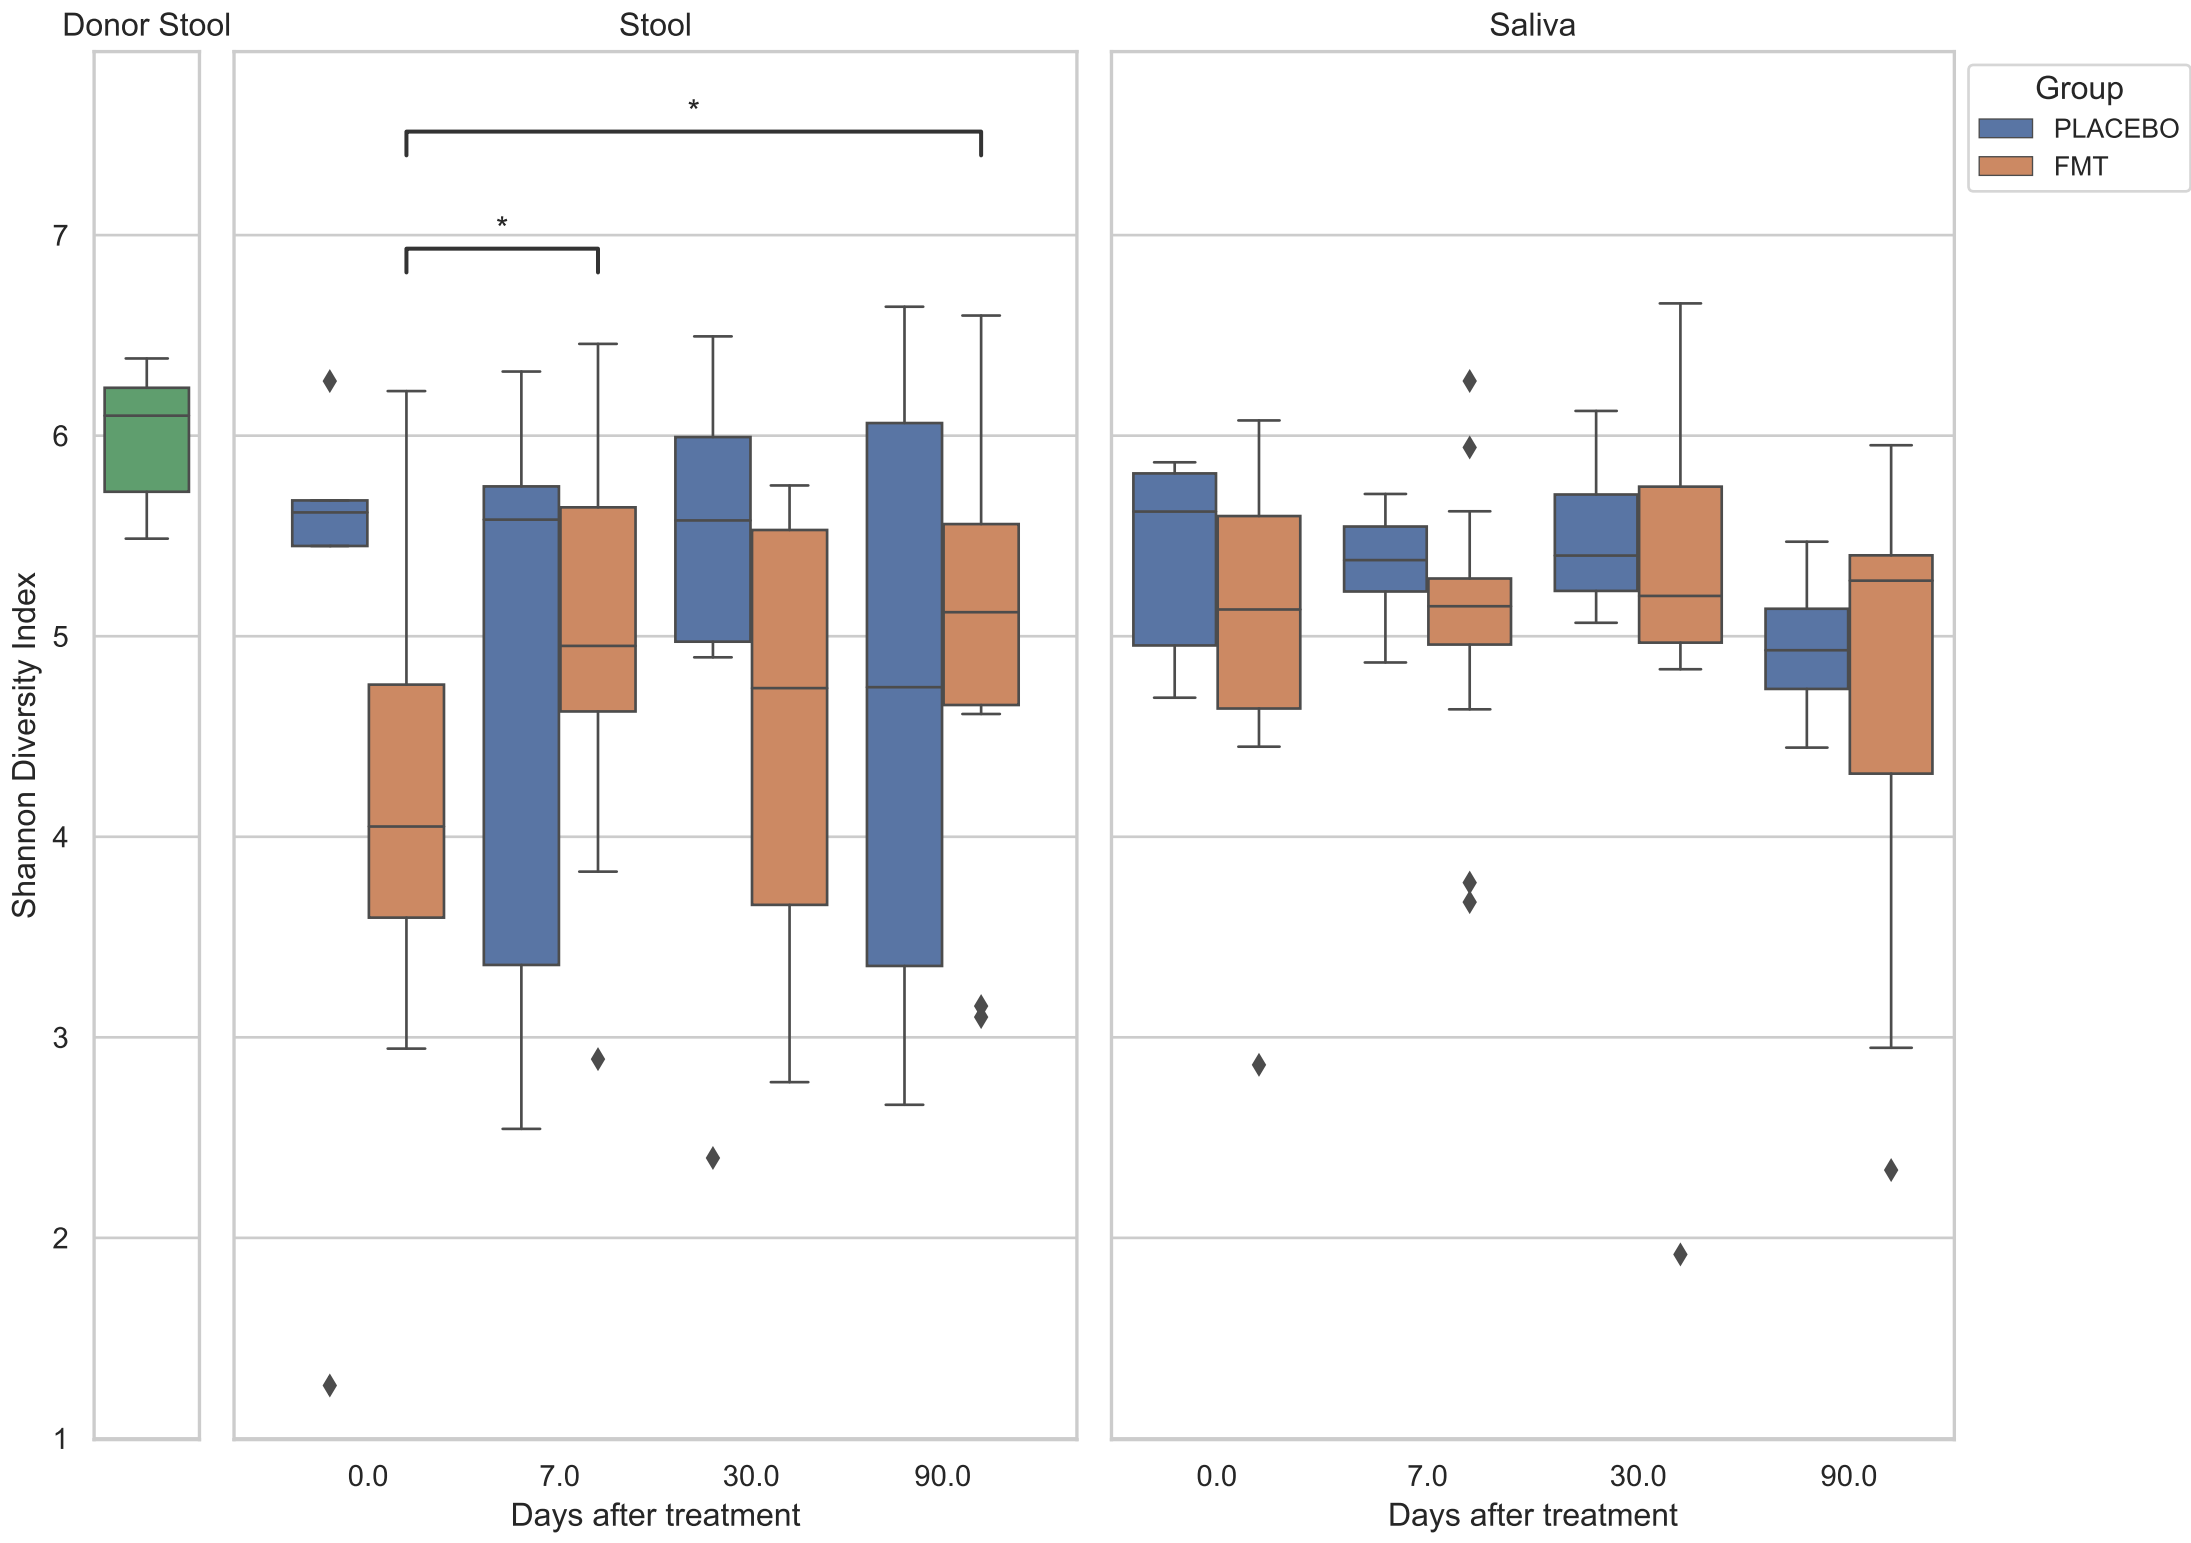 Donor Stool
Stool
Saliva
Group
PLACEBO
FMT
*
*
Shannon Diversity Index
7
6
5
4
3
2
1
0.0 7.0 30.0 90.0
Days after treatment
0.0 7.0 30.0 90.0
Days after treatment